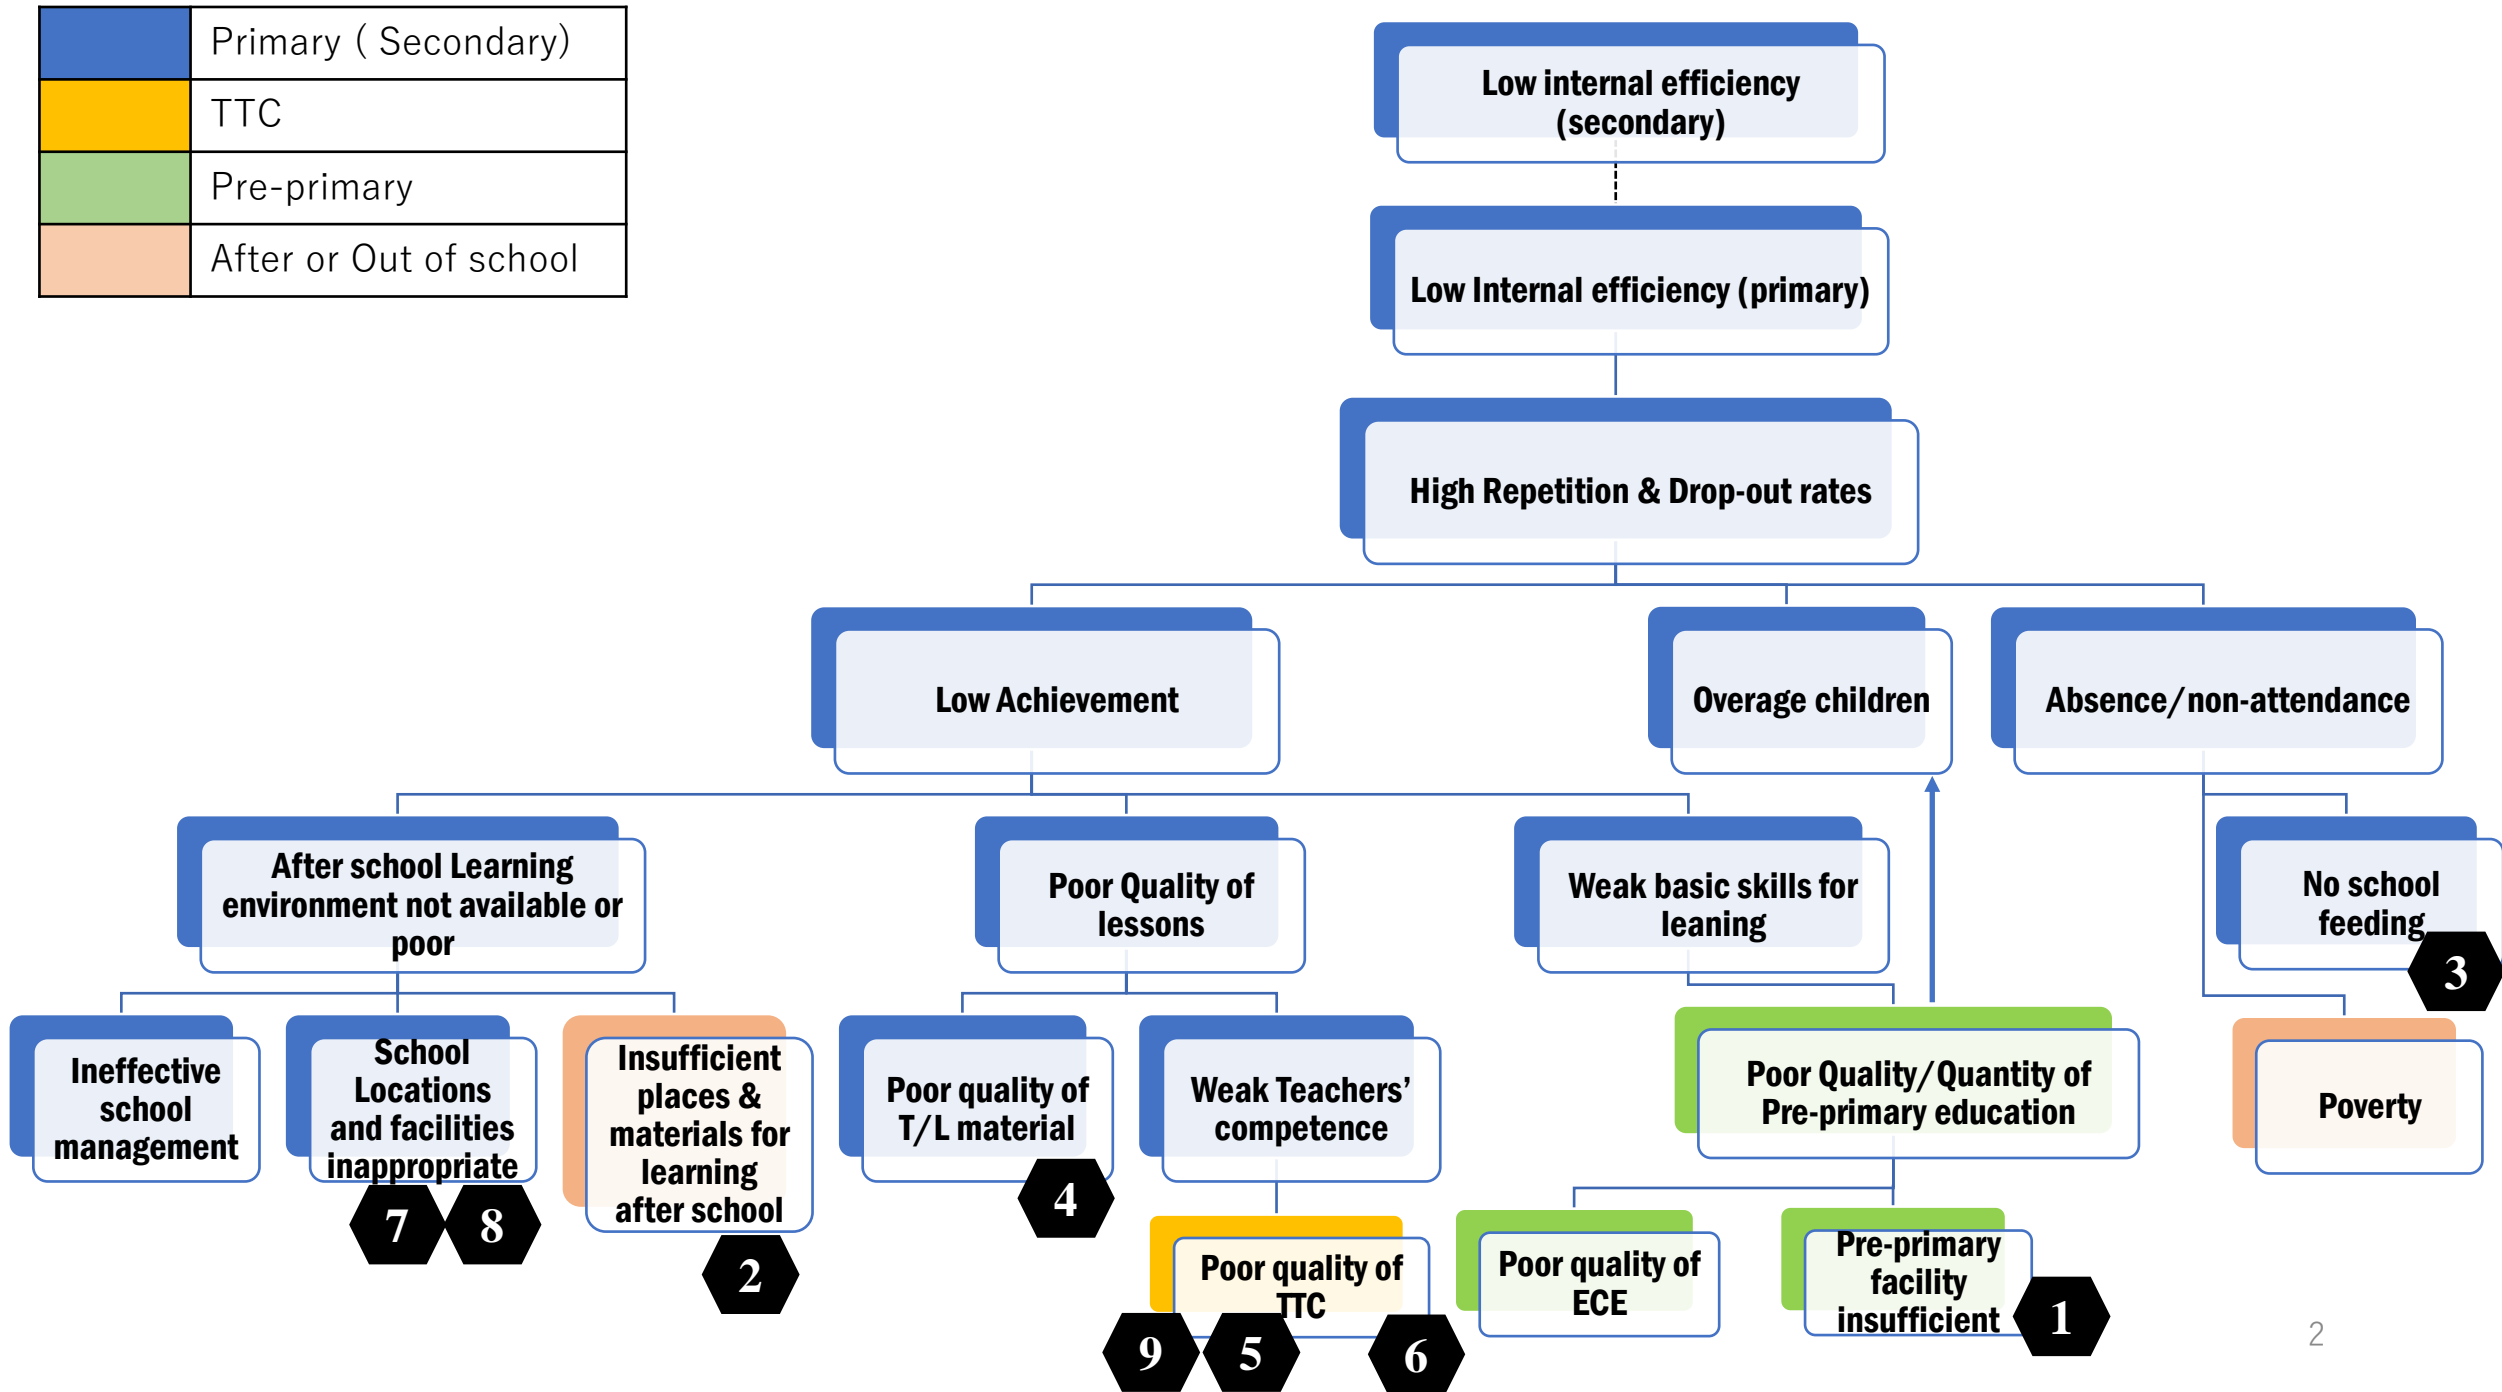 Primary ( Secondary)
TTC
Pre-primary
After or Out of school
Low internal efficiency
(secondary)
Low Internal efficiency (primary)
High Repetition & Drop-out rates
Low Achievement
Overage children
Absence/non-attendance
After school Learning
environment not available or
poor
Poor Quality of
lessons
Weak basic skills for
leaning
No school
feeding
3
Ineffective
school
management
School
Locations
and facilities
inappropriate
7
8
Insufficient
places &
materials for
learning
after school
2
Poor quality of
T/L material
4
Weak Teachers’
competence
Poor Quality/Quantity of
Pre-primary education
Poverty
Poor quality of
TTC
9
5
6
Poor quality of
ECE
Pre-primary
facility
insufficient
1
2